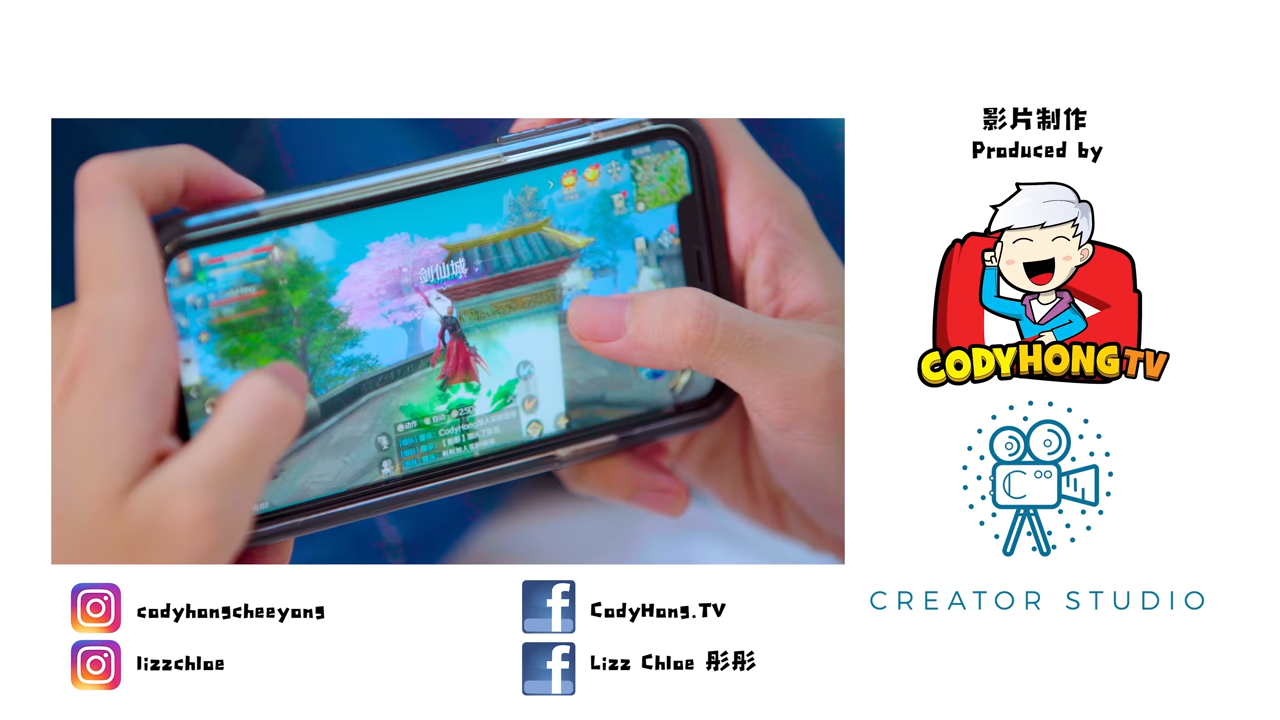 影片制作
Produced by
CODYHONGTV
剑仙城
CREATOR STUDIO
codyhongcheeyong
CodyHong.TV
lizzchloe
Lizz Chloe 彤彤